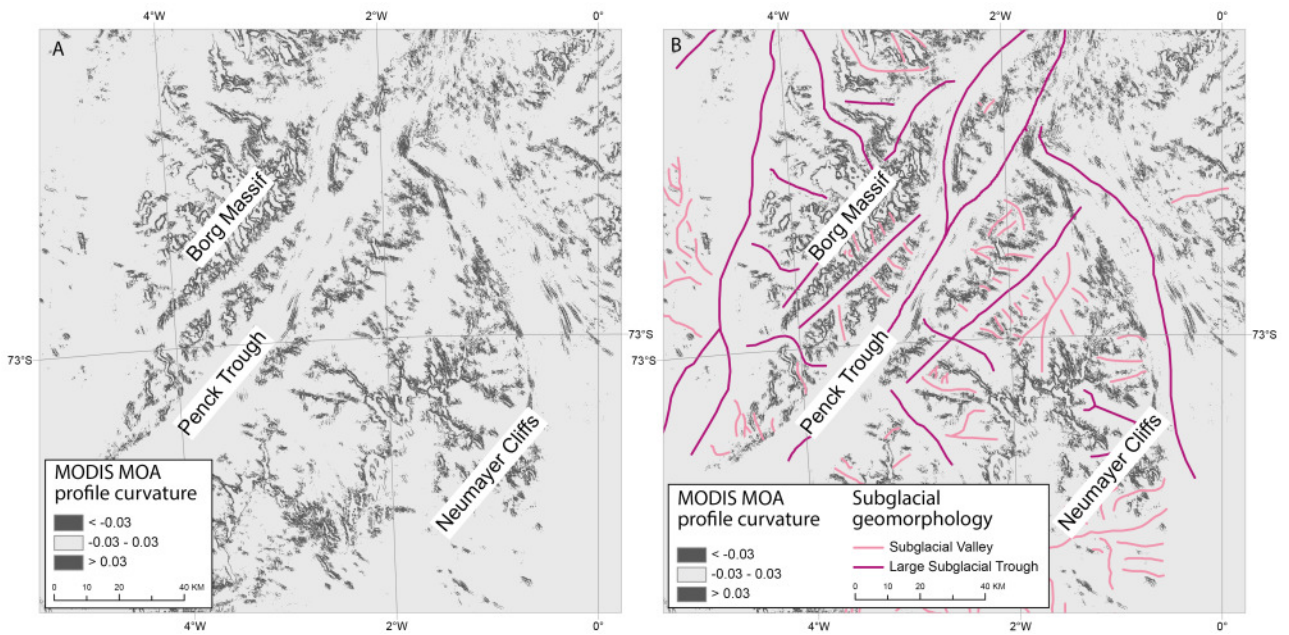 4°W 2°W 0° 4°W 2°W 0°
A B
Borg Massif Borg Massif
73°S 73°S 73°S
Penck Trough Penck Trough
Neumayer Cliffs Neumayer Cliffs
MODIS MOA
profile curvature
< -0.03
-0.03 - 0.03
> 0.03
0 10 20 40 KM
MODIS MOA
profile curvature
< -0.03
-0.03 - 0.03
> 0.03
Subglacial
geomorphology
Subglacial Valley
Large Subglacial Trough
0 10 20 40 KM
4°W 2°W 0° 4°W 2°W 0°